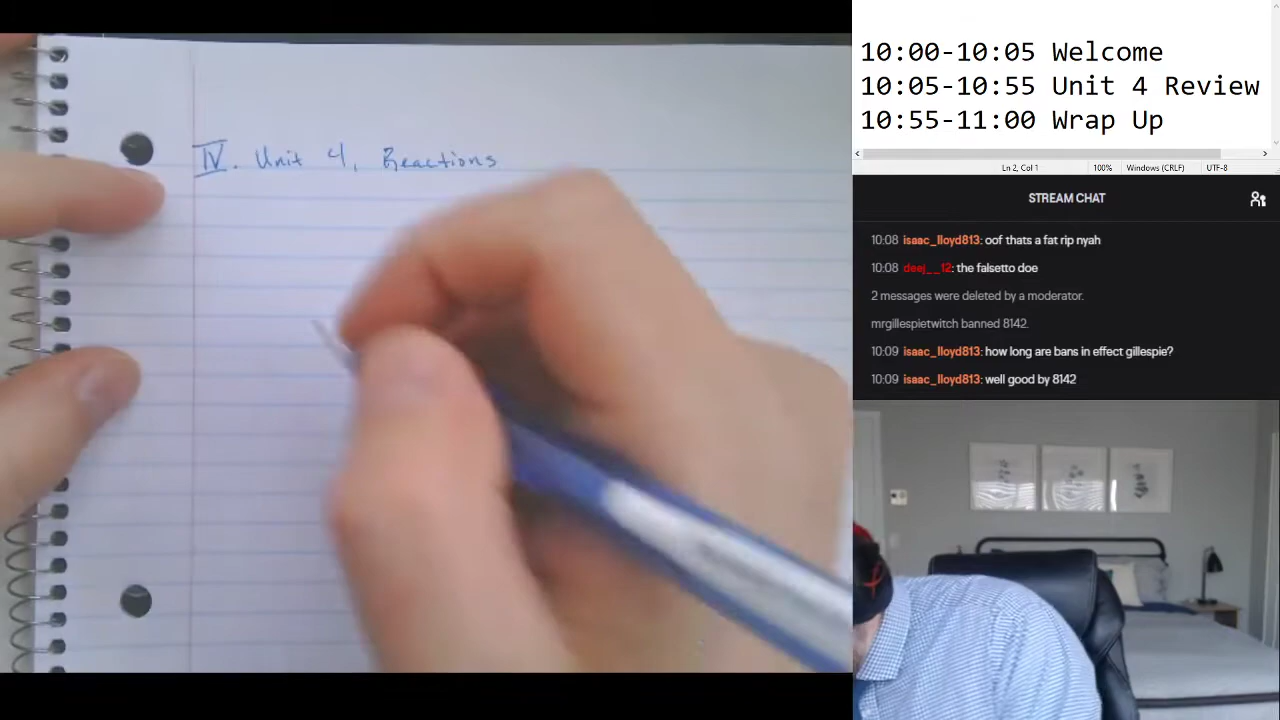 IV. Unit 4, Reactions
10:00-10:05 Welcome
10:05-10:55 Unit 4 Review
10:55-11:00 Wrap Up
Ln 2, Col 1 100% Windows (CRLF) UTF-8
STREAM CHAT
10:08 isaac_lloyd813: oof thats a fat rip nyah
10:08 deej__12: the falsetto doe
2 messages were deleted by a moderator.
mrgillespietwitch banned 8142.
10:09 isaac_lloyd813: how long are bans in effect gillespie?
10:09 isaac_lloyd813: well good by 8142